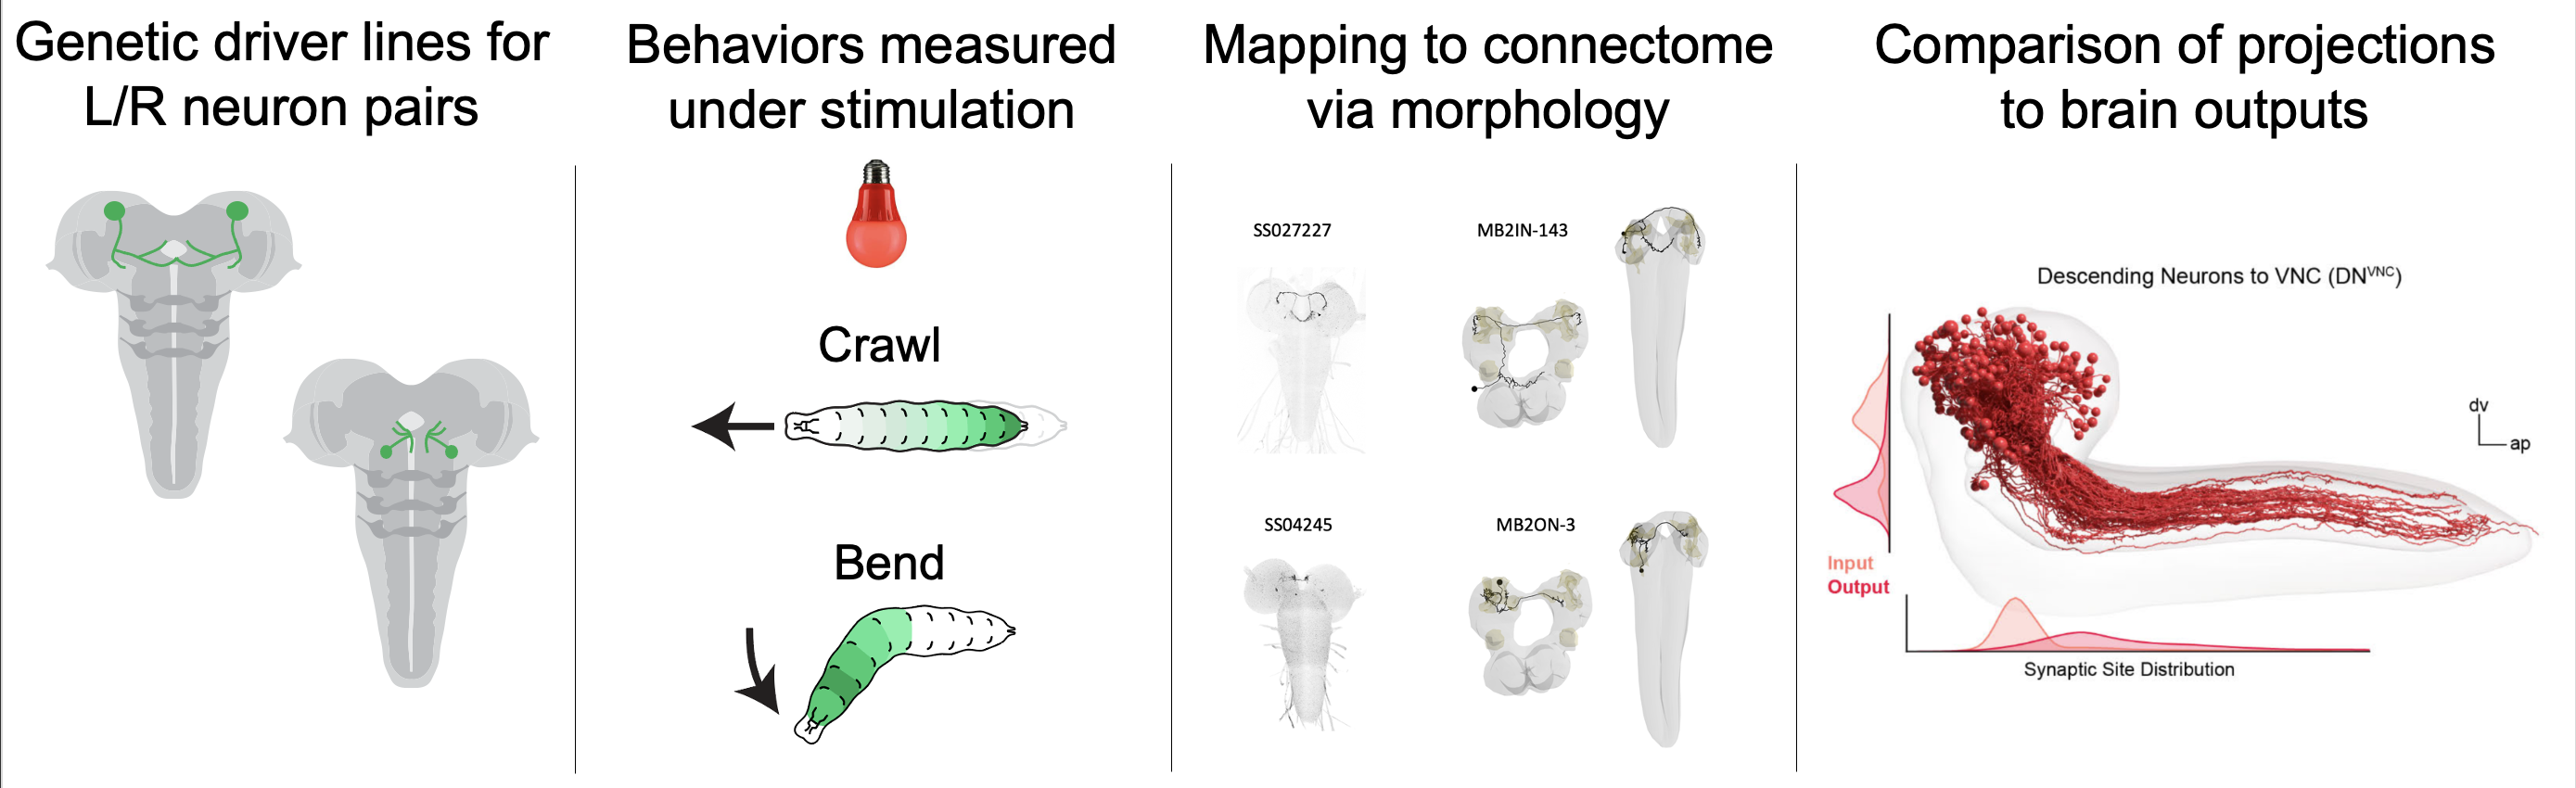 Genetic driver lines for
L/R neuron pairs
Behaviors measured
under stimulation
Crawl
Bend
Mapping to connectome
via morphology
SS027227
MB2IN-143
SS04245
MB2ON-3
Comparison of projections
to brain outputs
Descending Neurons to VNC (DNVNC)
dv
ap
Input
Output
Synaptic Site Distribution